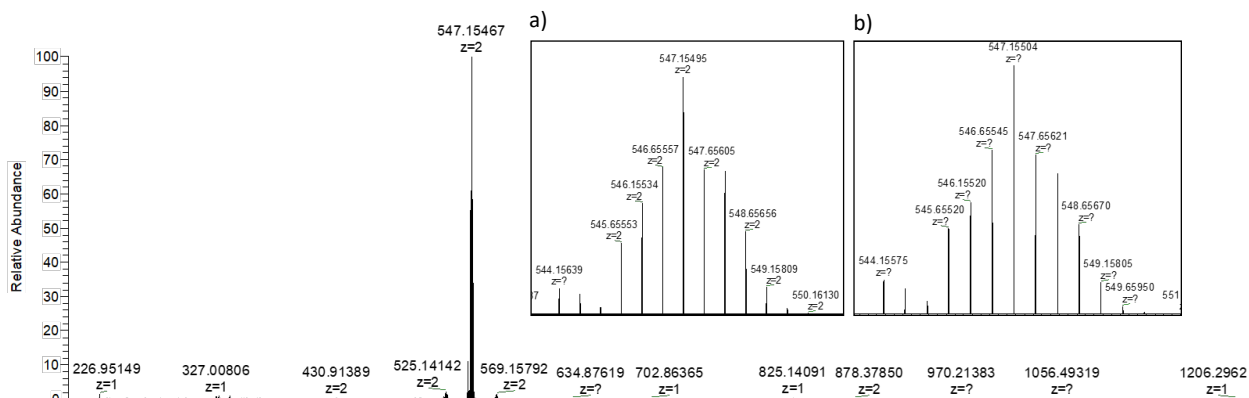 547.15467
z=2
a)
b)
Relative Abundance
100
90
80
70
60
50
40
30
20
10
0
226.95149
z=1
327.00806
z=1
430.91389
z=2
525.14142
z=2
569.15792
z=2
634.87619
z=?
702.86365
z=1
825.14091
z=1
878.37850
z=2
970.21383
z=?
1056.49319
z=?
1206.2962
z=1
547.15495
z=2
546.65557
z=2
547.65605
z=2
546.15534
z=2
545.65553
z=2
548.65656
z=2
544.15639
z=?
549.15809
z=2
550.16130
z=2
37
547.15504
z=?
546.65545
z=?
547.65621
z=?
546.15520
z=?
545.65520
z=?
548.65670
z=?
544.15575
z=?
549.15805
z=?
549.65950
z=?
551